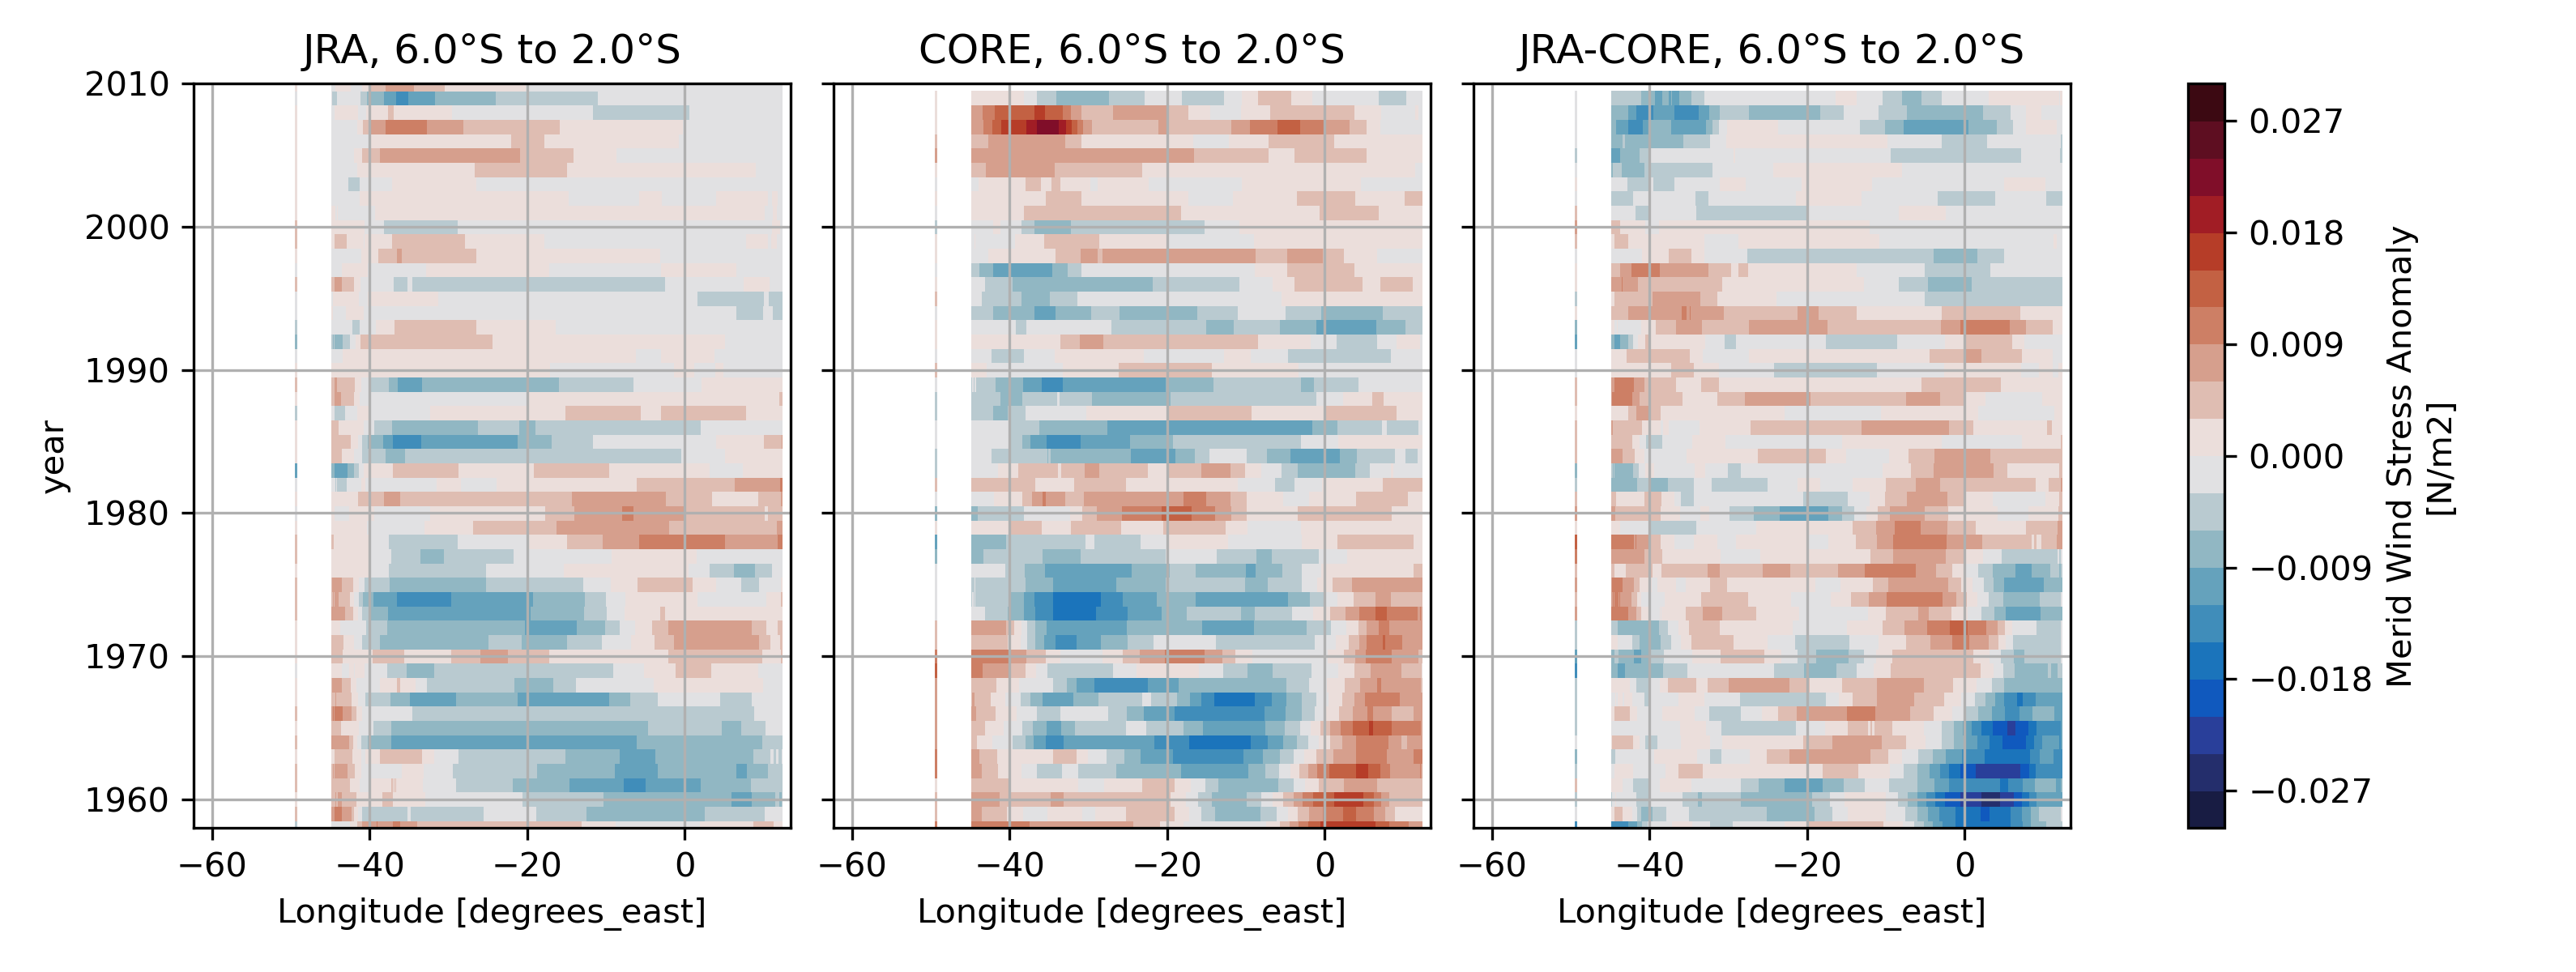 JRA, 6.0°S to 2.0°S
CORE, 6.0°S to 2.0°S
JRA-CORE, 6.0°S to 2.0°S
2010
2000
1990
1980
1970
1960
year
−60
−40
−20
0
Longitude [degrees_east]
−60
−40
−20
0
Longitude [degrees_east]
−60
−40
−20
0
Longitude [degrees_east]
0.027
0.018
0.009
0.000
−0.009
−0.018
−0.027
Merid Wind Stress Anomaly
[N/m2]